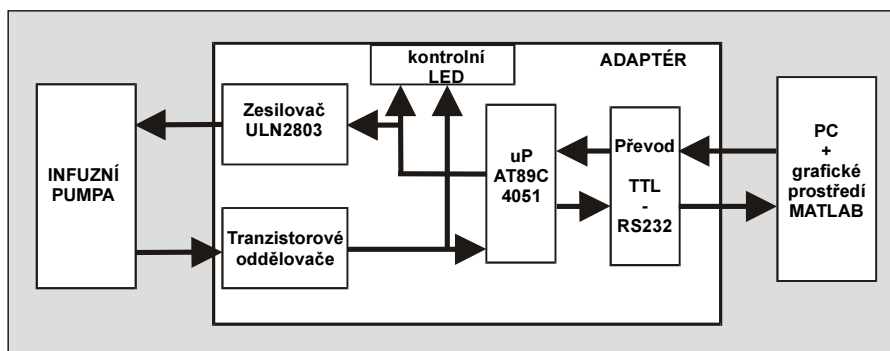 kontrolní
LED
ADAPTÉR
INFUZNÍ
PUMPA
Zesilovač
ULN2803
Tranzistorové
oddělovače
uP
AT89C
4051
Převod
TTL
-
RS232
PC
+
grafické
prostředí
MATLAB